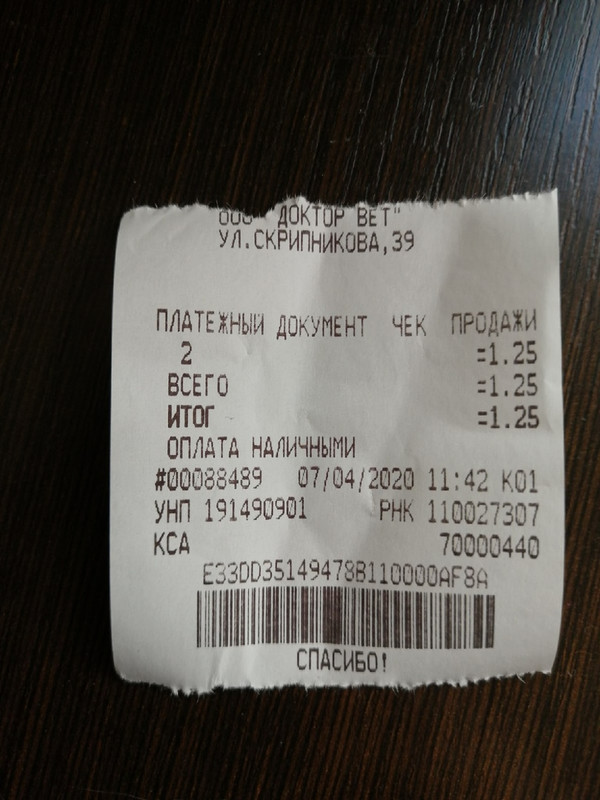 ООО "ДОКТОР ВЕТ"
УЛ.СКРИПНИКОВА,39
ПЛАТЕЖНЫЙ ДОКУМЕНТ ЧЕК ПРОДАЖИ
2 =1.25
ВСЕГО =1.25
ИТОГ =1.25
ОПЛАТА НАЛИЧНЫМИ
#00088489 07/04/2020 11:42 К01
УНП 191490901 РНК 110027307
КСА 70000440
E33DD35149478B110000AF8A
СПАСИБО!